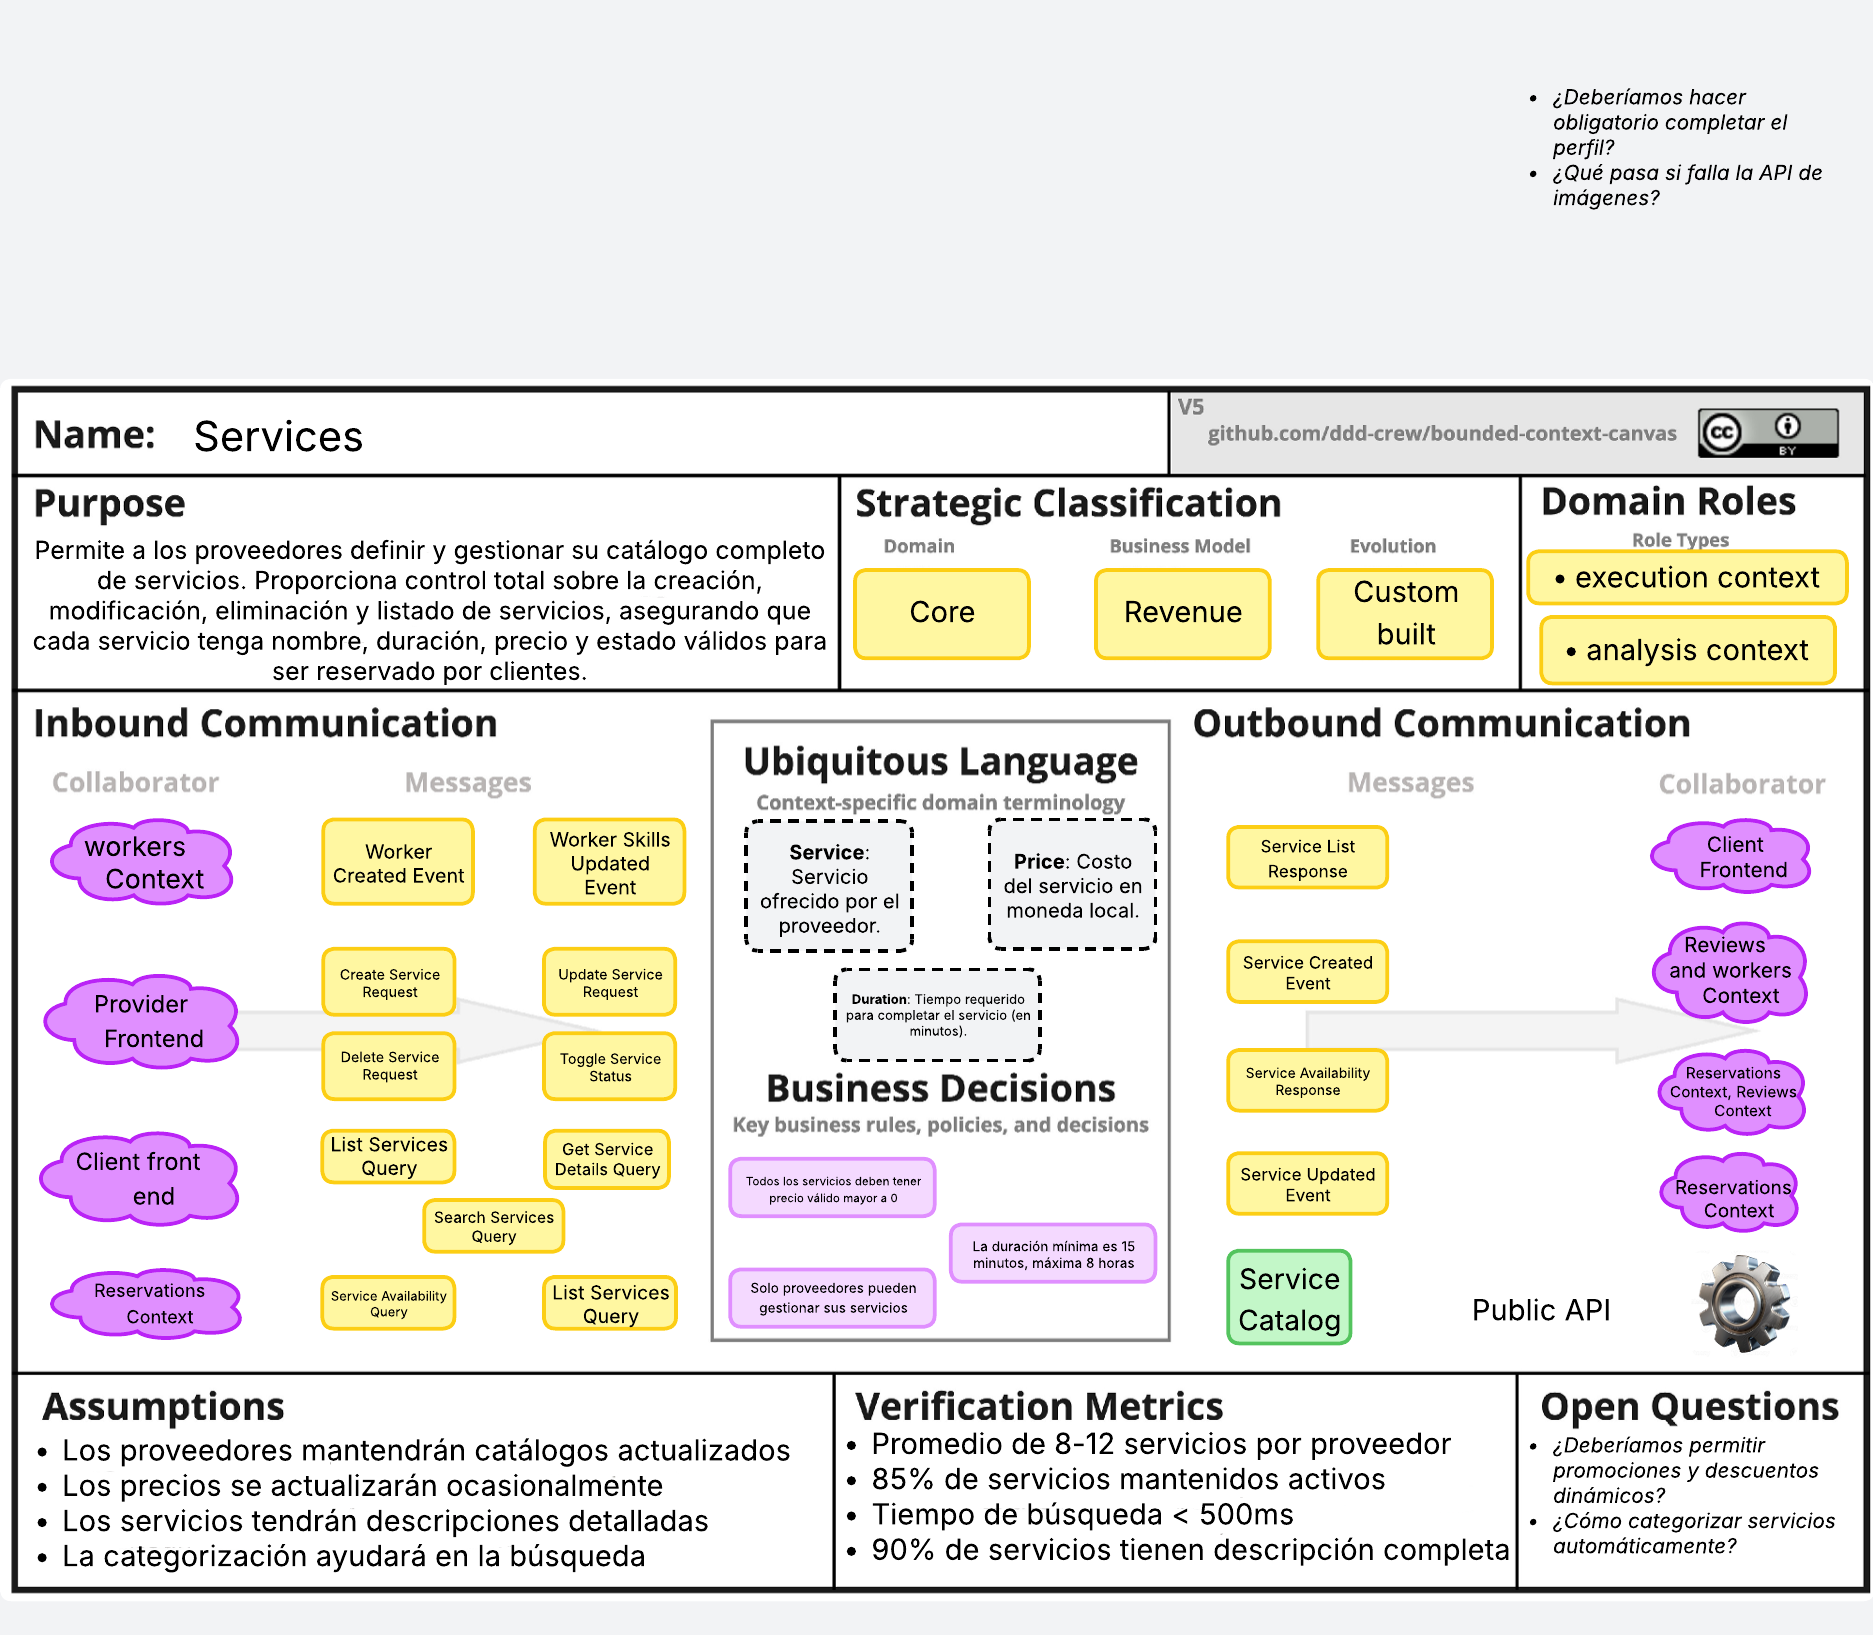 • ¿Deberíamos hacer
obligatorio completar el
perfil?
• ¿Qué pasa si falla la API de
imágenes?
Name: Services
V5
github.com/ddd-crew/bounded-context-canvas
cc
BY
Purpose
Permite a los proveedores definir y gestionar su catálogo completo
de servicios. Proporciona control total sobre la creación,
modificación, eliminación y listado de servicios, asegurando que
cada servicio tenga nombre, duración, precio y estado válidos para
ser reservado por clientes.
Strategic Classification
Domain
Business Model
Evolution
Core
Revenue
Custom
built
Domain Roles
Role Types
• execution context
• analysis context
Inbound Communication
Collaborator
Messages
workers
Context
Worker
Created Event
Worker Skills
Updated
Event
Provider
Frontend
Create Service
Request
Update Service
Request
Delete Service
Request
Toggle Service
Status
Client front
end
List Services
Query
Get Service
Details Query
Search Services
Query
Reservations
Context
Service Availability
Query
List Services
Query
Ubiquitous Language
Context-specific domain terminology
Service:
Servicio
ofrecido por el
proveedor.
Price: Costo
del servicio en
moneda local.
Duration: Tiempo requerido
para completar el servicio (en
minutos).
Business Decisions
Key business rules, policies, and decisions
Todos los servicios deben tener
precio válido mayor a 0
La duración mínima es 15
minutos, máxima 8 horas
Solo proveedores pueden
gestionar sus servicios
Outbound Communication
Messages
Collaborator
Service List
Response
Client
Frontend
Service Created
Event
Reviews
and workers
Context
Service Availability
Response
Reservations
Context, Reviews
Context
Service Updated
Event
Reservations
Context
Service
Catalog
Public API
Assumptions
• Los proveedores mantendrán catálogos actualizados
• Los precios se actualizarán ocasionalmente
• Los servicios tendrán descripciones detalladas
• La categorización ayudará en la búsqueda
Verification Metrics
• Promedio de 8-12 servicios por proveedor
• 85% de servicios mantenidos activos
• Tiempo de búsqueda < 500ms
• 90% de servicios tienen descripción completa
Open Questions
• ¿Deberíamos permitir
promociones y descuentos
dinámicos?
• ¿Cómo categorizar servicios
automáticamente?